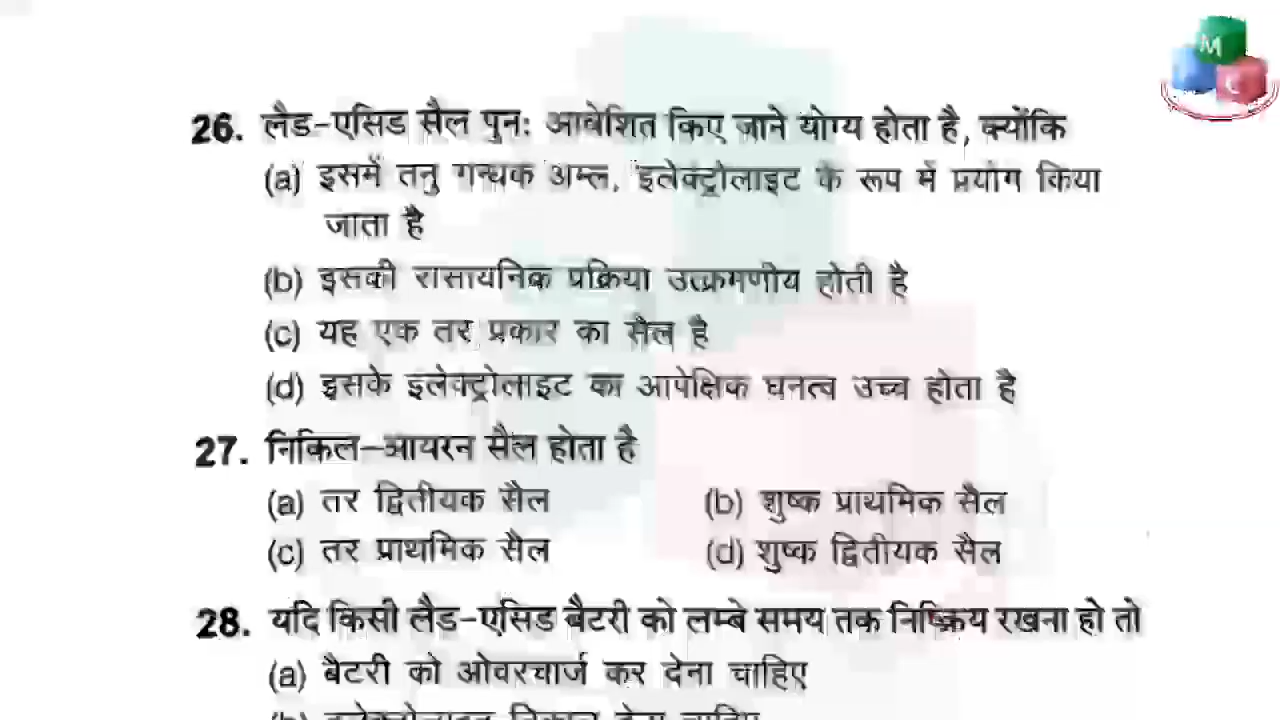 M
C
26. लैड-एसिड सैल पुनः आवेशित किए जाने योग्य होता है, क्योंकि
(a) इसमें तनु गन्धक अम्ल, इलेक्ट्रोलाइट के रूप में प्रयोग किया
जाता है
(b) इसकी रासायनिक प्रक्रिया उत्क्रमणीय होती है
(c) यह एक तर प्रकार का सैल है
(d) इसके इलेक्ट्रोलाइट का आपेक्षिक घनत्व उच्च होता है
27. निकिल-आयरन सैल होता है
(a) तर द्वितीयक सैल (b) शुष्क प्राथमिक सैल
(c) तर प्राथमिक सैल (d) शुष्क द्वितीयक सैल
28. यदि किसी लैड-एसिड बैटरी को लम्बे समय तक निष्क्रिय रखना हो तो
(a) बैटरी को ओवरचार्ज कर देना चाहिए